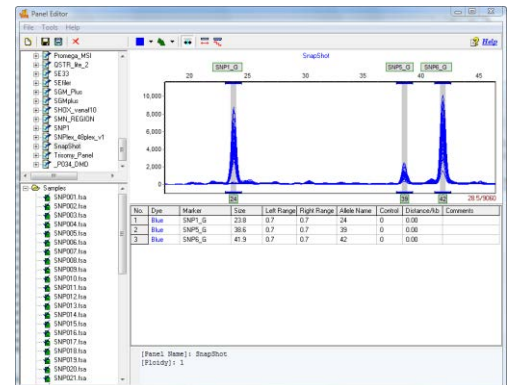 Panel Editor
File Tools Help
Help
Promega_MSI
QSTR_lite_2
SE33
SEfiler
SGM_Plus
SGMplus
SHOX_vanal10
SMN_REGION
SNP1
SNPlex_48plex_v1
SnapShot
Trisomy_Panel
_P034_DMD
Samples
SNP001.fsa
SNP002.fsa
SNP003.fsa
SNP004.fsa
SNP005.fsa
SNP006.fsa
SNP007.fsa
SNP008.fsa
SNP009.fsa
SNP010.fsa
SNP011.fsa
SNP012.fsa
SNP013.fsa
SNP014.fsa
SNP015.fsa
SNP016.fsa
SNP017.fsa
SNP018.fsa
SNP019.fsa
SNP020.fsa
SNP021.fsa
SnapShot
SNP1_G SNP5_G SNP6_G
20 25 30 35 40 45
10,000
8,000
6,000
4,000
2,000
0
24 39 42 28.5/9060
No. Dye Marker Size Left Range Right Range Allele Name Control Distance/kb Comments
1 Blue SNP1_G 23.8 0.7 0.7 24 0 0.00
2 Blue SNP5_G 38.6 0.7 0.7 39 0 0.00
3 Blue SNP6_G 41.9 0.7 0.7 42 0 0.00
[Panel Name]: SnapShot
[Ploidy]: 1